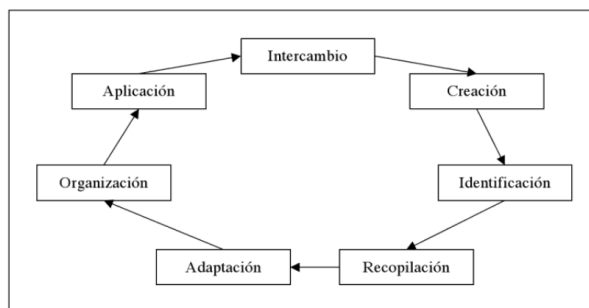 Intercambio
Aplicación
Creación
Organización
Identificación
Adaptación
Recopilación